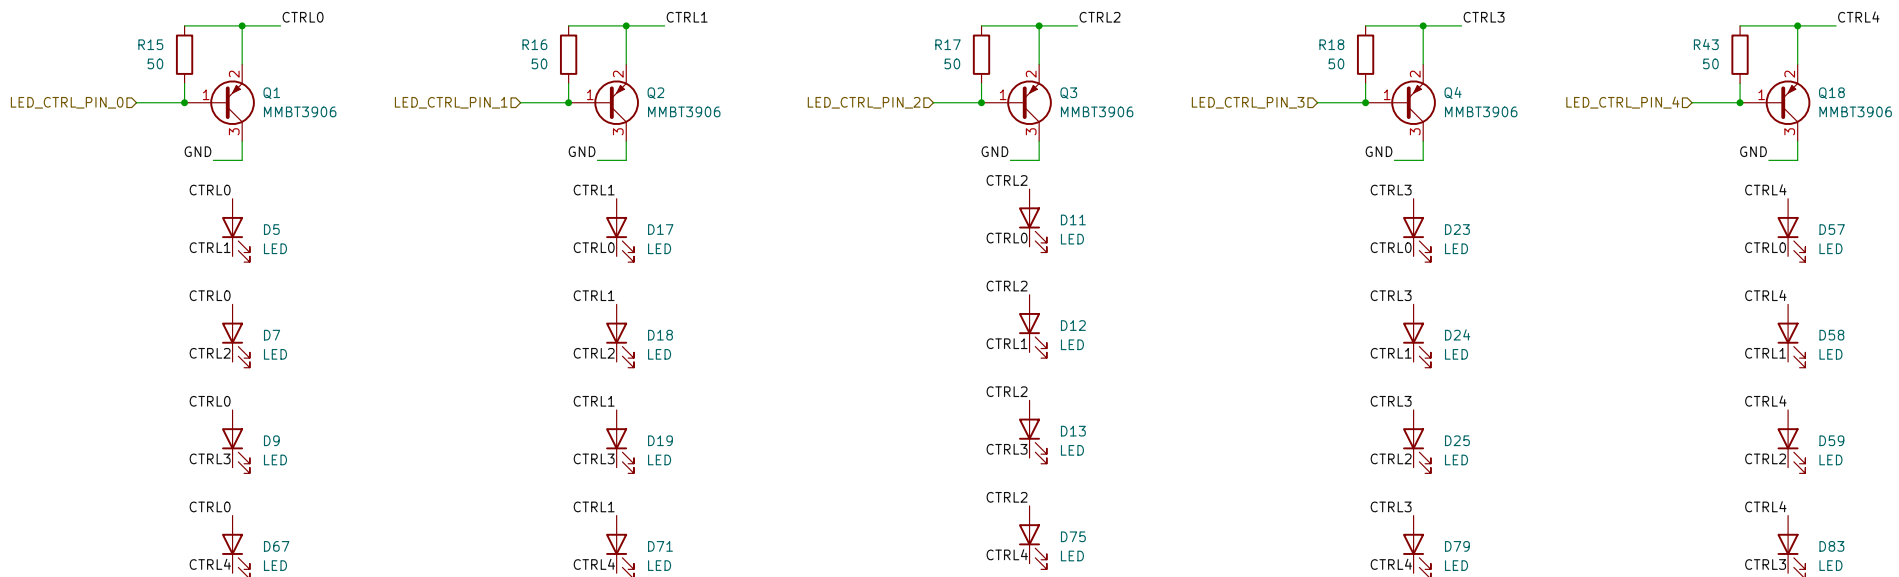 CTRL0
R15
50
LED_CTRL_PIN_0
1
2
3
Q1
MMBT3906
GND
CTRL1
R16
50
LED_CTRL_PIN_1
1
2
3
Q2
MMBT3906
GND
CTRL2
R17
50
LED_CTRL_PIN_2
1
2
3
Q3
MMBT3906
GND
CTRL3
R18
50
LED_CTRL_PIN_3
1
2
3
Q4
MMBT3906
GND
CTRL4
R43
50
LED_CTRL_PIN_4
1
2
3
Q18
MMBT3906
GND
CTRL0
D5
CTRL1
LED
CTRL1
D17
CTRL0
LED
CTRL2
D11
CTRL0
LED
CTRL3
D23
CTRL0
LED
CTRL4
D57
CTRL0
LED
CTRL0
D7
CTRL2
LED
CTRL1
D18
CTRL2
LED
CTRL2
D12
CTRL1
LED
CTRL3
D24
CTRL1
LED
CTRL4
D58
CTRL1
LED
CTRL0
D9
CTRL3
LED
CTRL1
D19
CTRL3
LED
CTRL2
D13
CTRL3
LED
CTRL3
D25
CTRL2
LED
CTRL4
D59
CTRL2
LED
CTRL0
D67
CTRL4
LED
CTRL1
D71
CTRL4
LED
CTRL2
D75
CTRL4
LED
CTRL3
D79
CTRL4
LED
CTRL4
D83
CTRL3
LED